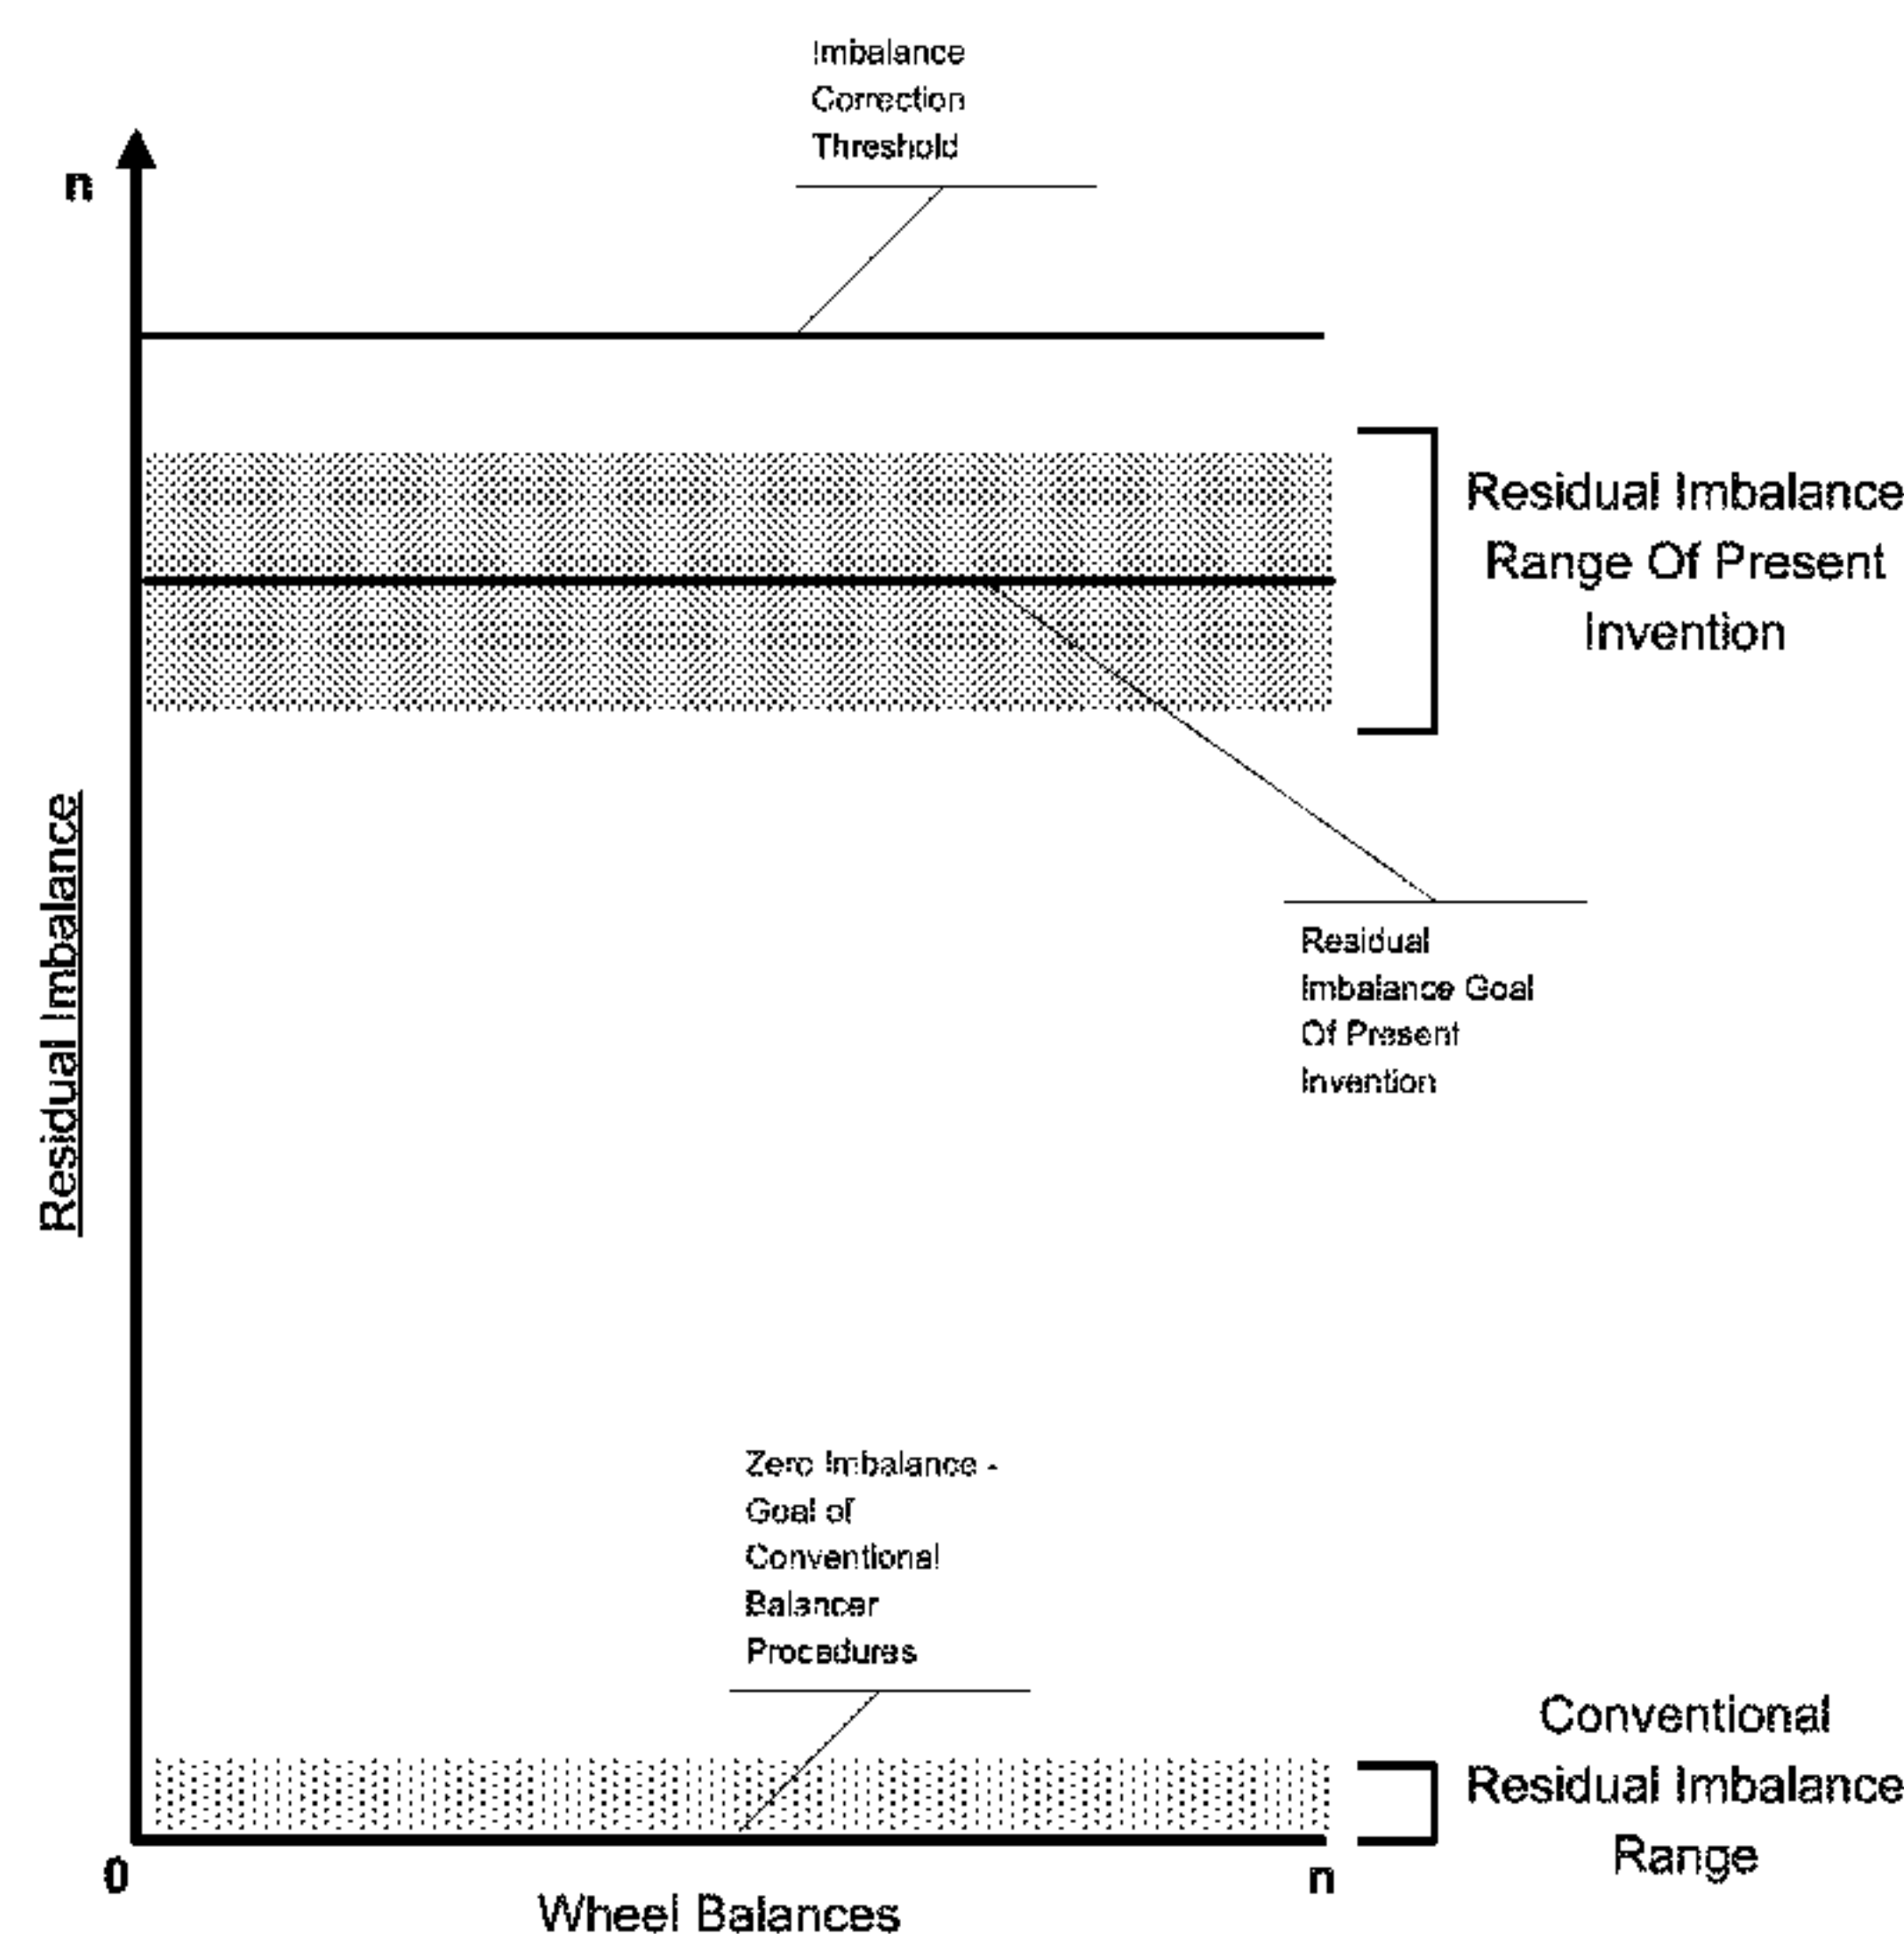 Imbalance
Correction
Threshold
n
Residual Imbalance
Range Of Present
Invention
Residual Imbalance
Residual
Imbalance Goal
Of Present
Invention
Zero Imbalance -
Goal of
Conventional
Balancer
Procedures
Conventional
Residual Imbalance
Range
0
n
Wheel Balances